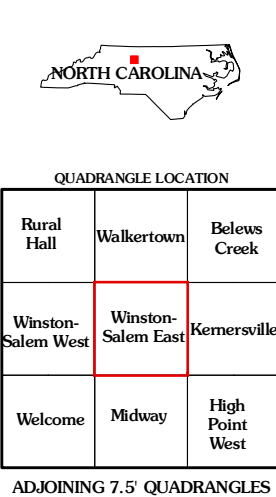 NORTH CAROLINA
QUADRANGLE LOCATION
Rural
Hall
Walkertown
Belews
Creek
Winston-
Salem West
Winston-
Salem East
Kernersville
Welcome
Midway
High
Point
West
ADJOINING 7.5' QUADRANGLES